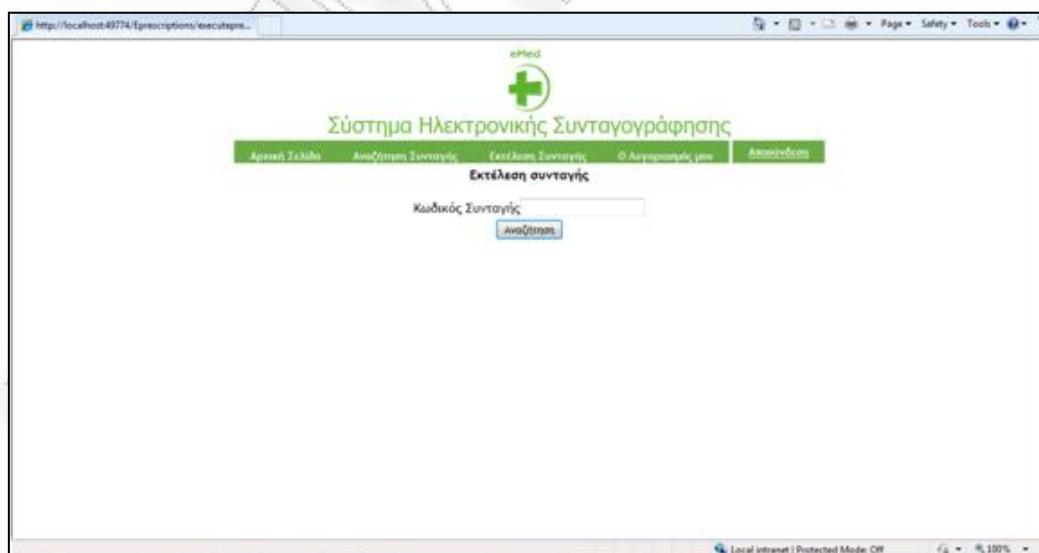 http://localhost:49774/Eprescriptions/executepre...
Page Safety Tools
eMed
Σύστημα Ηλεκτρονικής Συνταγογράφησης
Αρχική Σελίδα Αναζήτηση Συνταγής Εκτέλεση Συνταγής Ο Λογαριασμός μου Αποσύνδεση
Εκτέλεση συνταγής
Κωδικός Συνταγής
Αναζήτηση
Local intranet | Protected Mode: Off 100%